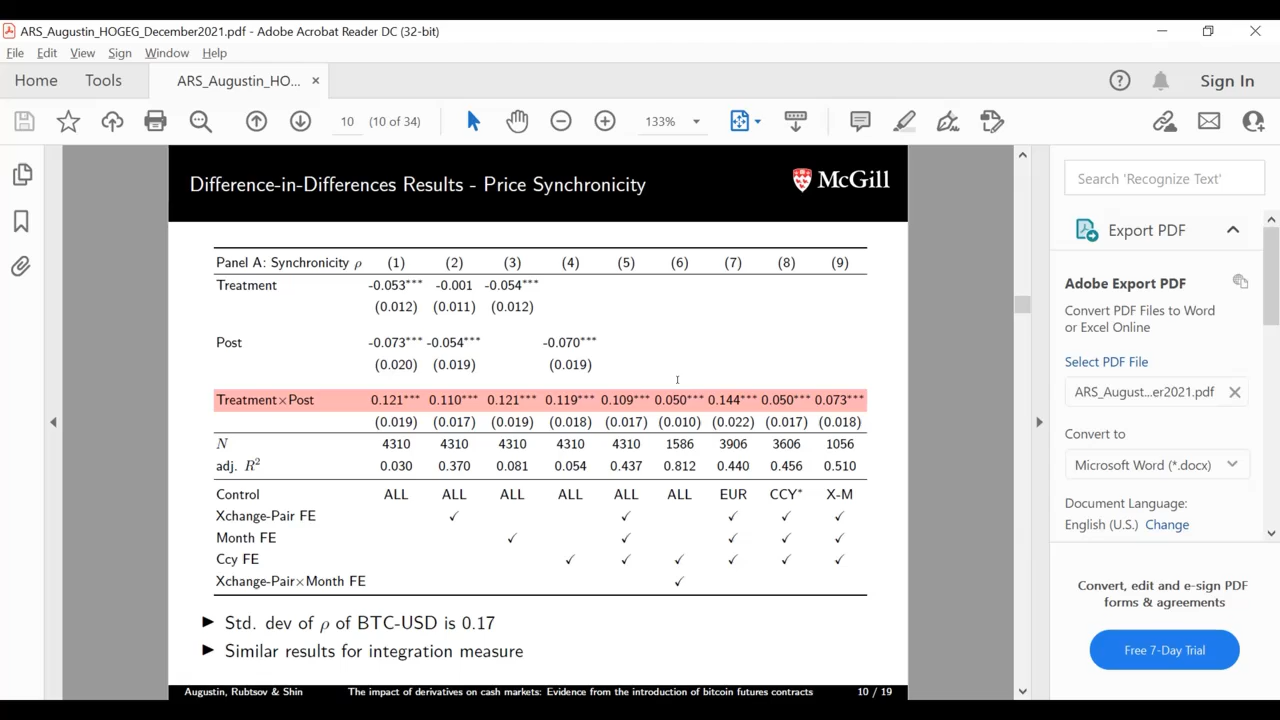 ARS_Augustin_HOGEG_December2021.pdf - Adobe Acrobat Reader DC (32-bit)
File Edit View Sign Window Help
Home Tools ARS_Augustin_HO... × Sign In
10 (10 of 34) 133%
Difference-in-Differences Results - Price Synchronicity McGill
Panel A: Synchronicity ρ (1) (2) (3) (4) (5) (6) (7) (8) (9)
Treatment -0.053*** -0.001 -0.054***
(0.012) (0.011) (0.012)
Post -0.073*** -0.054*** -0.070***
(0.020) (0.019) (0.019)
Treatment×Post 0.121*** 0.110*** 0.121*** 0.119*** 0.109*** 0.050*** 0.144*** 0.050*** 0.073***
(0.019) (0.017) (0.019) (0.018) (0.017) (0.010) (0.022) (0.017) (0.018)
N 4310 4310 4310 4310 4310 1586 3906 3606 1056
adj. R² 0.030 0.370 0.081 0.054 0.437 0.812 0.440 0.456 0.510
Control ALL ALL ALL ALL ALL ALL EUR CCY* X-M
Xchange-Pair FE ✓ ✓ ✓ ✓ ✓
Month FE ✓ ✓ ✓ ✓ ✓
Ccy FE ✓ ✓ ✓ ✓ ✓ ✓
Xchange-Pair×Month FE ✓
► Std. dev of ρ of BTC-USD is 0.17
► Similar results for integration measure
Augustin, Rubtsov & Shin The impact of derivatives on cash markets: Evidence from the introduction of bitcoin futures contracts 10 / 19
Search 'Recognize Text'
Export PDF
Adobe Export PDF
Convert PDF Files to Word
or Excel Online
Select PDF File
ARS_August...er2021.pdf
Convert to
Microsoft Word (*.docx)
Document Language:
English (U.S.) Change
Convert, edit and e-sign PDF
forms & agreements
Free 7-Day Trial